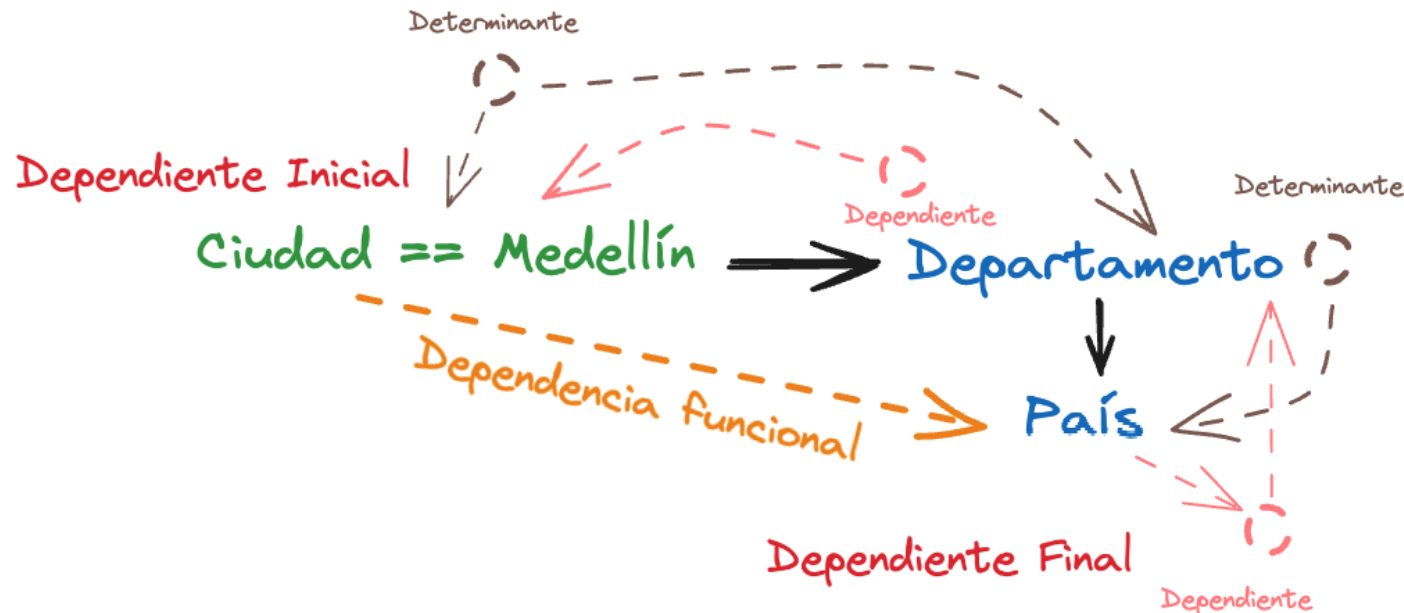 Determinante
Dependiente Inicial
Dependiente
Determinante
Ciudad == Medellín
Departamento
Dependencia funcional
País
Dependiente Final
Dependiente